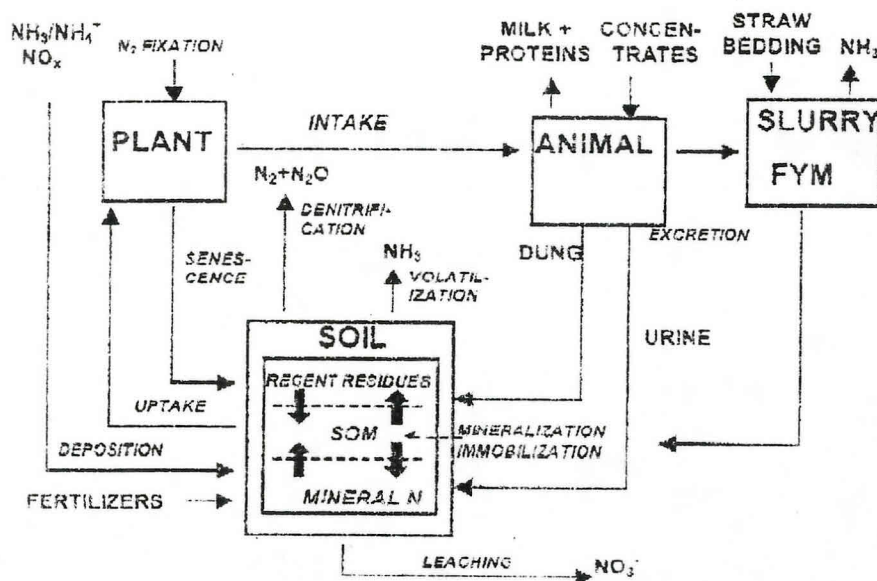 NH₃/NH₄⁺
NOₓ
N₂ FIXATION
MILK +
PROTEINS
CONCEN-
TRATES
STRAW
BEDDING
NH₃
PLANT
INTAKE
ANIMAL
SLURRY
FYM
N₂+N₂O
DENITRIFI-
CATION
SENES-
CENCE
NH₃
VOLATIL-
IZATION
DUNG
EXCRETION
URINE
SOIL
RECENT RESIDUES
SOM
MINERALIZATION
IMMOBILIZATION
MINERAL N
UPTAKE
DEPOSITION
FERTILIZERS
LEACHING
NO₃⁻